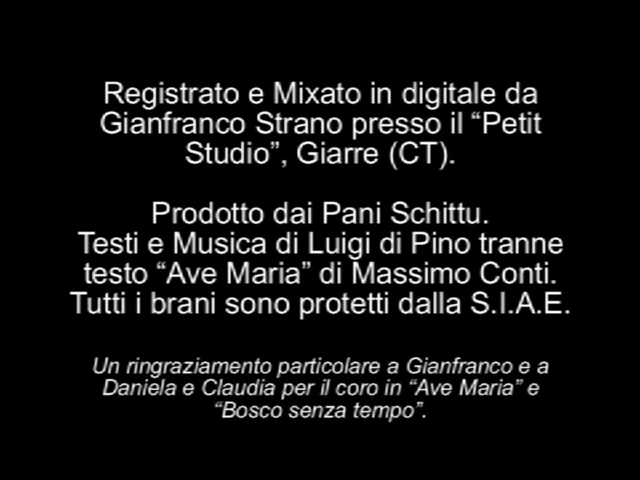 Registrato e Mixato in digitale da
Gianfranco Strano presso il “Petit
Studio”, Giarre (CT).
Prodotto dai Pani Schittu.
Testi e Musica di Luigi di Pino tranne
testo “Ave Maria” di Massimo Conti.
Tutti i brani sono protetti dalla S.I.A.E.
Un ringraziamento particolare a Gianfranco e a
Daniela e Claudia per il coro in “Ave Maria” e
“Bosco senza tempo”.